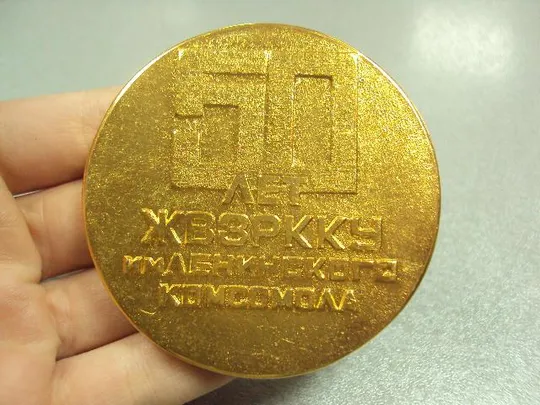 50
ЛЕТ
ЖВЗРККУ
ИМ. ЛЕНИНСКОГО
КОМСОМОЛА